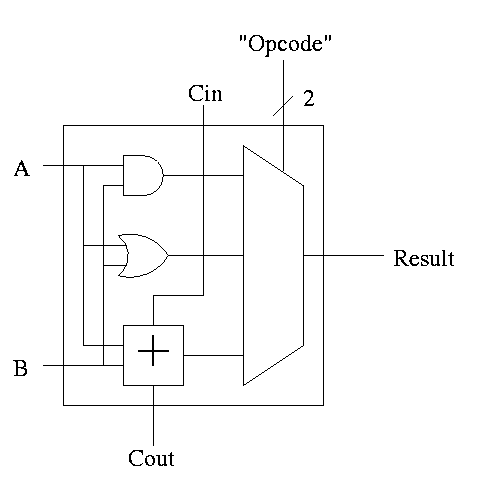 "Opcode"
Cin
2
A
Result
+
B
Cout